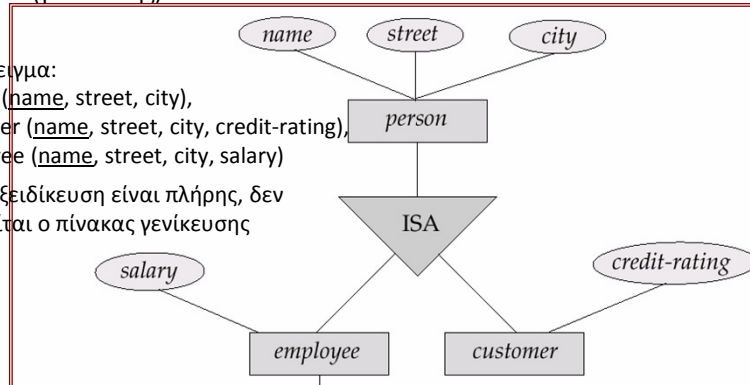 name street city
ειγμα:
(name, street, city),
er (name, street, city, credit-rating),
person
ee (name, street, city, salary)
ξειδίκευση είναι πλήρης, δεν
ται ο πίνακας γενίκευσης
ISA
salary credit-rating
employee customer